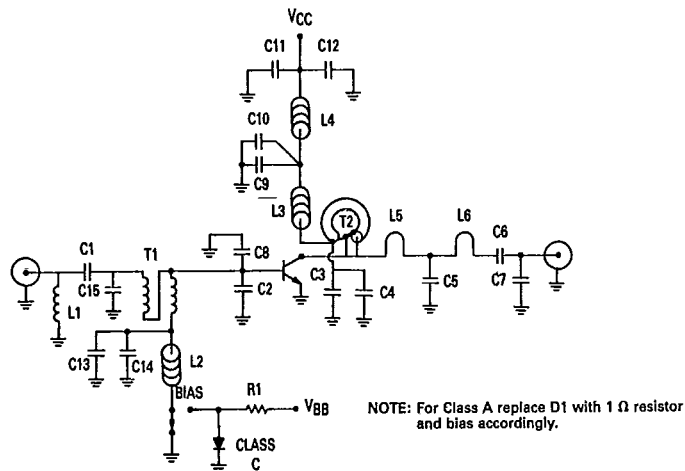 VCC
C11
C12
L4
C10
C9
L3
T2
L5
L6
C6
C1
T1
C8
C15
C2
C3
C4
C5
C7
L1
C13
C14
L2
BIAS
R1
VBB
CLASS
C
NOTE: For Class A replace D1 with 1 Ω resistor
and bias accordingly.